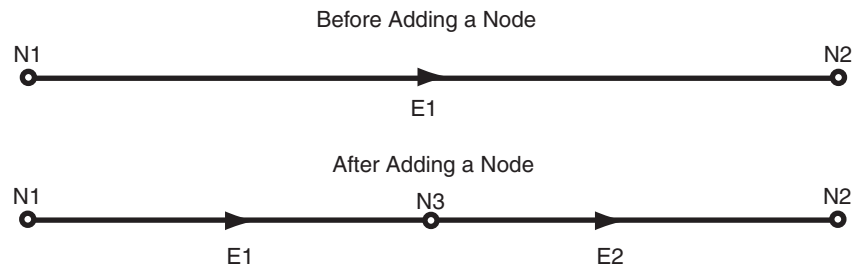 Before Adding a Node
N1 N2
E1
After Adding a Node
N1 N3 N2
E1 E2